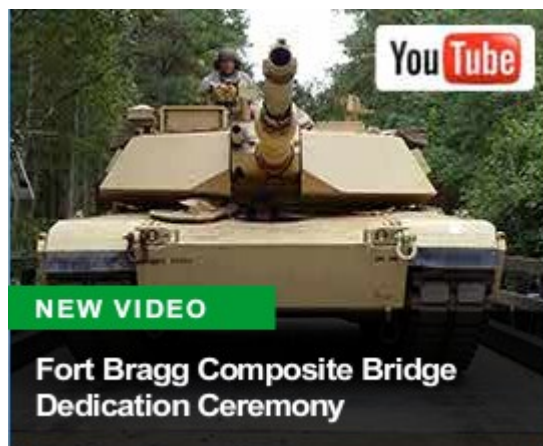 YouTube
NEW VIDEO
Fort Bragg Composite Bridge
Dedication Ceremony